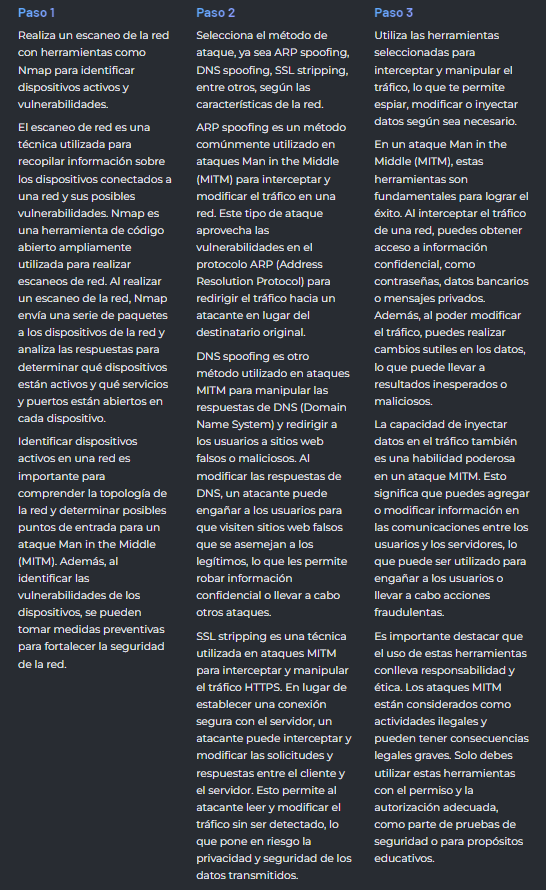 Paso 1
Realiza un escaneo de la red
con herramientas como
Nmap para identificar
dispositivos activos y
vulnerabilidades.
El escaneo de red es una
técnica utilizada para
recopilar información sobre
los dispositivos conectados a
una red y sus posibles
vulnerabilidades. Nmap es
una herramienta de código
abierto ampliamente
utilizada para realizar
escaneos de red. Al realizar
un escaneo de la red, Nmap
envía una serie de paquetes
a los dispositivos de la red y
analiza las respuestas para
determinar qué dispositivos
están activos y qué servicios
y puertos están abiertos en
cada dispositivo.
Identificar dispositivos
activos en una red es
importante para
comprender la topología de
la red y determinar posibles
puntos de entrada para un
ataque Man in the Middle
(MITM). Además, al
identificar las
vulnerabilidades de los
dispositivos, se pueden
tomar medidas preventivas
para fortalecer la seguridad
de la red.
Paso 2
Selecciona el método de
ataque, ya sea ARP spoofing,
DNS spoofing, SSL stripping,
entre otros, según las
características de la red.
ARP spoofing es un método
comúnmente utilizado en
ataques Man in the Middle
(MITM) para interceptar y
modificar el tráfico en una
red. Este tipo de ataque
aprovecha las
vulnerabilidades en el
protocolo ARP (Address
Resolution Protocol) para
redirigir el tráfico hacia un
atacante en lugar del
destinatario original.
DNS spoofing es otro
método utilizado en ataques
MITM para manipular las
respuestas de DNS (Domain
Name System) y redirigir a
los usuarios a sitios web
falsos o maliciosos. Al
modificar las respuestas de
DNS, un atacante puede
engañar a los usuarios para
que visiten sitios web falsos
que se asemejan a los
legítimos, lo que les permite
robar información
confidencial o llevar a cabo
otros ataques.
SSL stripping es una técnica
utilizada en ataques MITM
para interceptar y manipular
el tráfico HTTPS. En lugar de
establecer una conexión
segura con el servidor, un
atacante puede interceptar y
modificar las solicitudes y
respuestas entre el cliente y
el servidor. Esto permite al
atacante leer y modificar el
tráfico sin ser detectado, lo
que pone en riesgo la
privacidad y seguridad de los
datos transmitidos.
Paso 3
Utiliza las herramientas
seleccionadas para
interceptar y manipular el
tráfico, lo que te permite
espiar, modificar o inyectar
datos según sea necesario.
En un ataque Man in the
Middle (MITM), estas
herramientas son
fundamentales para lograr el
éxito. Al interceptar el tráfico
de una red, puedes obtener
acceso a información
confidencial, como
contraseñas, datos bancarios
o mensajes privados.
Además, al poder modificar
el tráfico, puedes realizar
cambios sutiles en los datos,
lo que puede llevar a
resultados inesperados o
maliciosos.
La capacidad de inyectar
datos en el tráfico también
es una habilidad poderosa
en un ataque MITM. Esto
significa que puedes agregar
o modificar información en
las comunicaciones entre los
usuarios y los servidores, lo
que puede ser utilizado para
engañar a los usuarios o
llevar a cabo acciones
fraudulentas.
Es importante destacar que
el uso de estas herramientas
conlleva responsabilidad y
ética. Los ataques MITM
están considerados como
actividades ilegales y
pueden tener consecuencias
legales graves. Solo debes
utilizar estas herramientas
con el permiso y la
autorización adecuada,
como parte de pruebas de
seguridad o para propósitos
educativos.